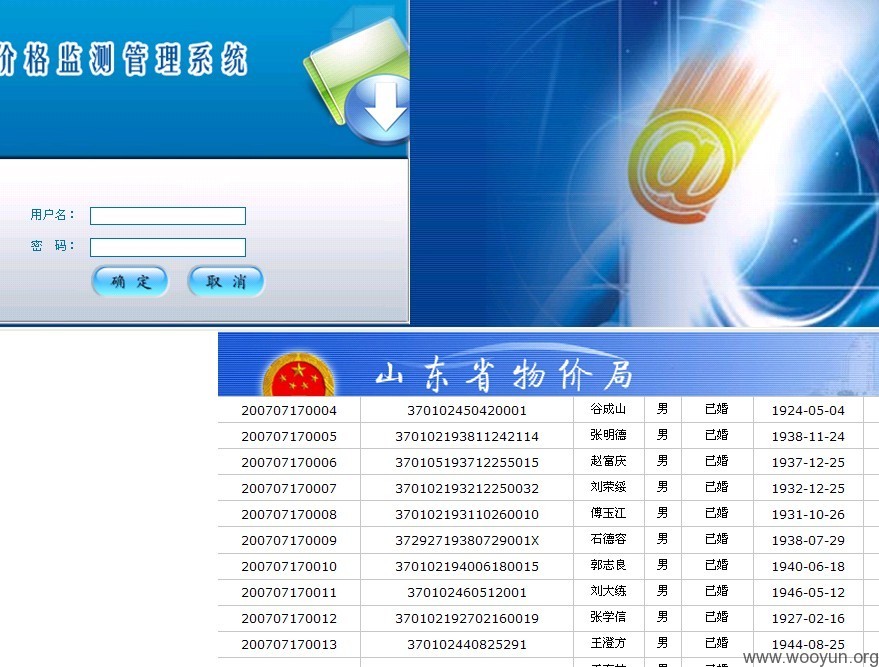 价格监测管理系统
用户名：
密 码：
确 定 取 消
山东省物价局
200707170004 370102450420001 谷成山 男 已婚 1924-05-04
200707170005 370102193811242114 张明德 男 已婚 1938-11-24
200707170006 370105193712255015 赵富庆 男 已婚 1937-12-25
200707170007 370102193212250032 刘荣绥 男 已婚 1932-12-25
200707170008 370102193110260010 傅玉江 男 已婚 1931-10-26
200707170009 37292719380729001X 石德容 男 已婚 1938-07-29
200707170010 370102194006180015 郭志良 男 已婚 1940-06-18
200707170011 370102460512001 刘大练 男 已婚 1946-05-12
200707170012 370102192702160019 张学信 男 已婚 1927-02-16
200707170013 370102440825291 王澄方 男 已婚 1944-08-25
www.wooyun.org